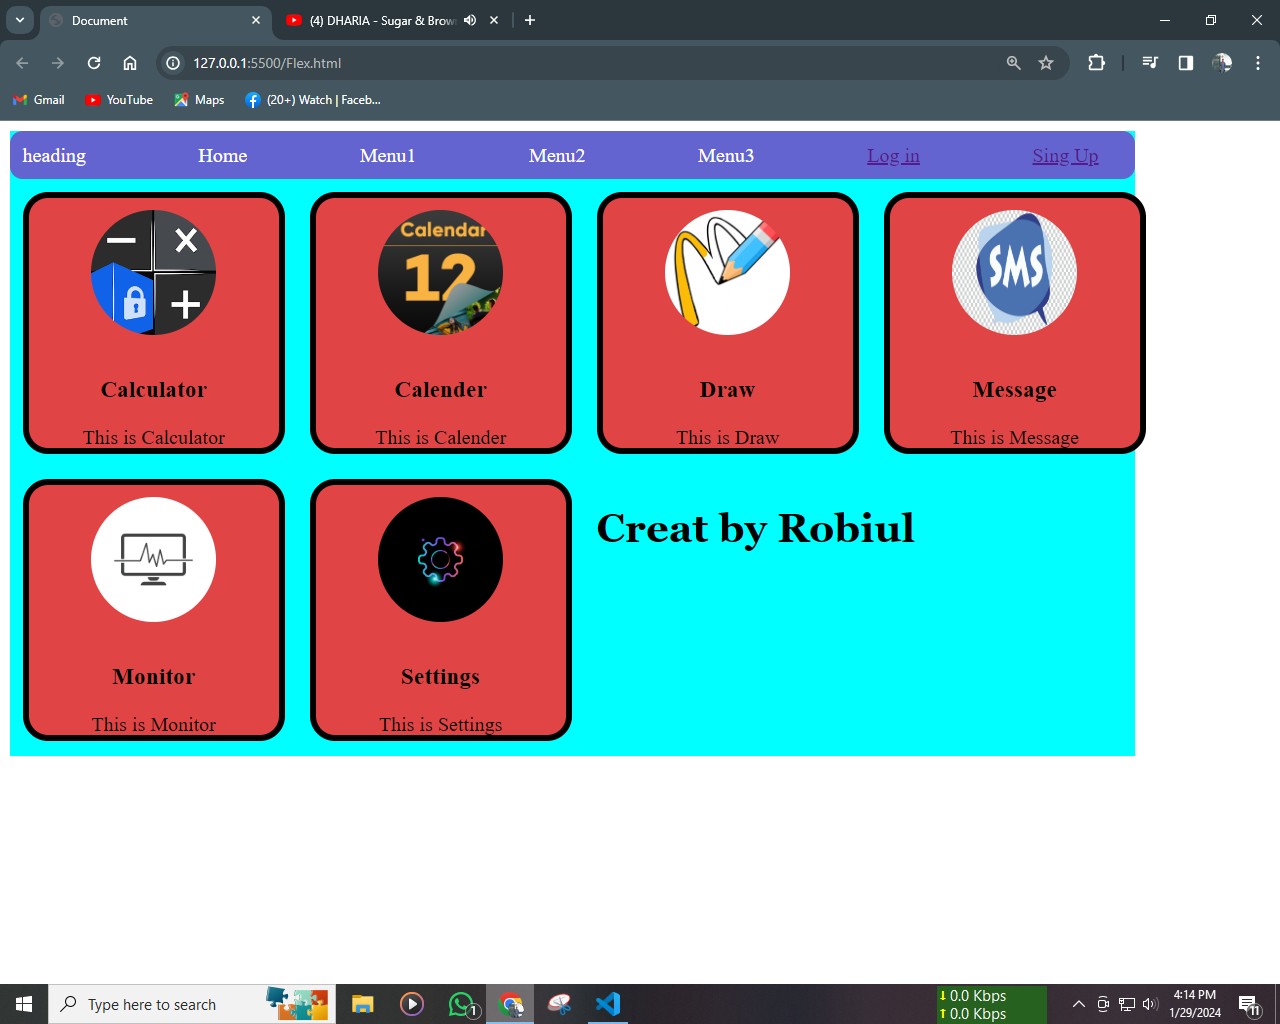 Document
(4) DHARIA - Sugar & Brow
127.0.0.1:5500/Flex.html
Gmail YouTube Maps (20+) Watch | Faceb...
heading Home Menu1 Menu2 Menu3 Log in Sing Up
Calendar
12
SMS
Calculator Calender Draw Message
This is Calculator This is Calender This is Draw This is Message
Creat by Robiul
Monitor Settings
This is Monitor This is Settings
Type here to search
1
0.0 Kbps
0.0 Kbps
4:14 PM
1/29/2024
11